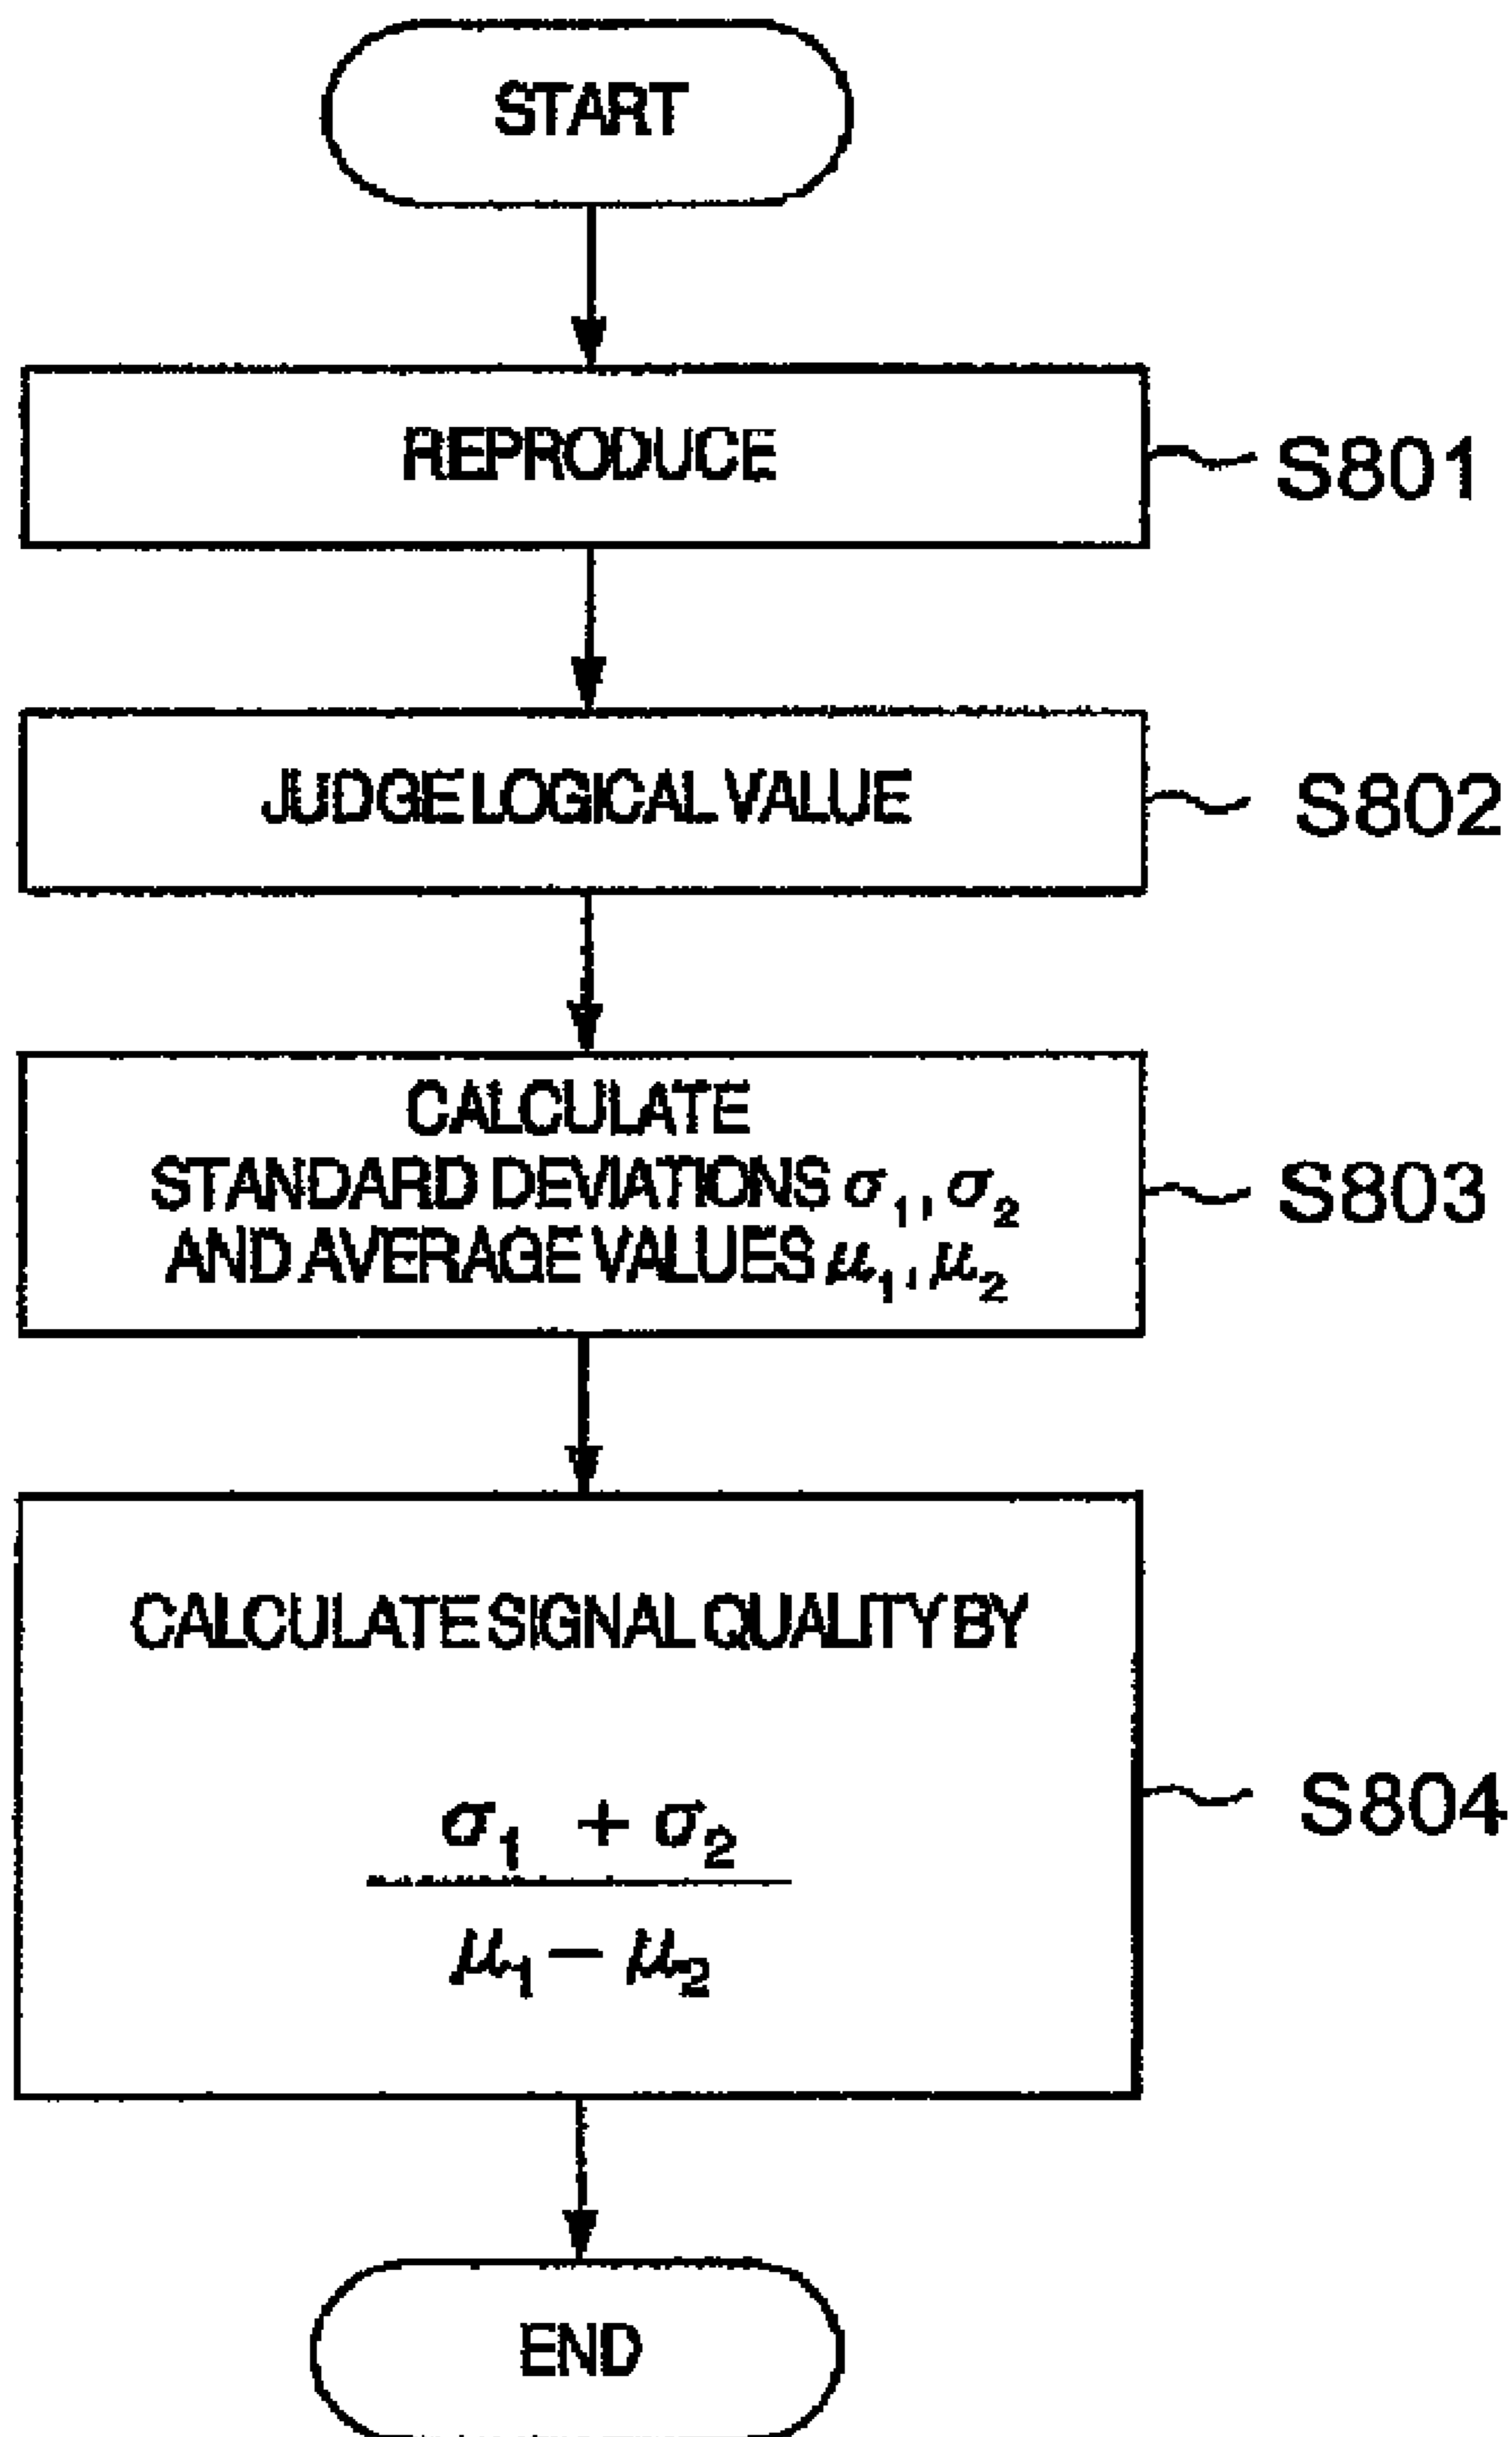 START
REPRODUCE
S801
JUDGE LOGICAL VALUE
S802
CALCULATE
STANDARD DEVIATIONS σ₁, σ₂
AND AVERAGE VALUES μ₁, μ₂
S803
CALCULATE SIGNAL QUALITY BY
σ₁ + σ₂
μ₁ − μ₂
S804
END